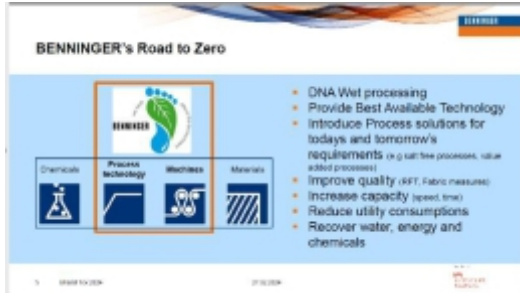 BENNINGER
BENNINGER's Road to Zero
BENNINGER
Chemicals
Process
technology
Machines
Materials
DNA Wet processing
Provide Best Available Technology
Introduce Process solutions for
todays and tomorrow's
requirements (e.g salt free processes, value
added processes)
Improve quality (RFT, Fabric measures)
Increase capacity (speed, time)
Reduce utility consumptions
Recover water, energy and
chemicals
5